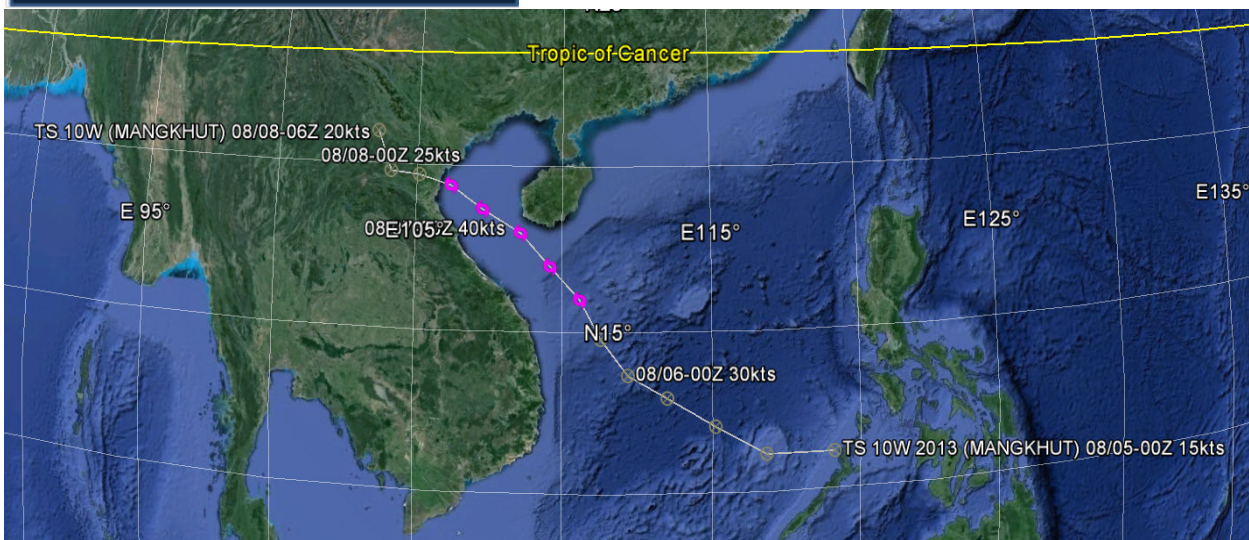 Tropic of Cancer
TS 10W (MANGKHUT) 08/08-06Z 20kts
08/08-00Z 25kts
E 95°
E105°
40kts
E115°
E125°
E135°
N15°
08/06-00Z 30kts
TS 10W 2013 (MANGKHUT) 08/05-00Z 15kts